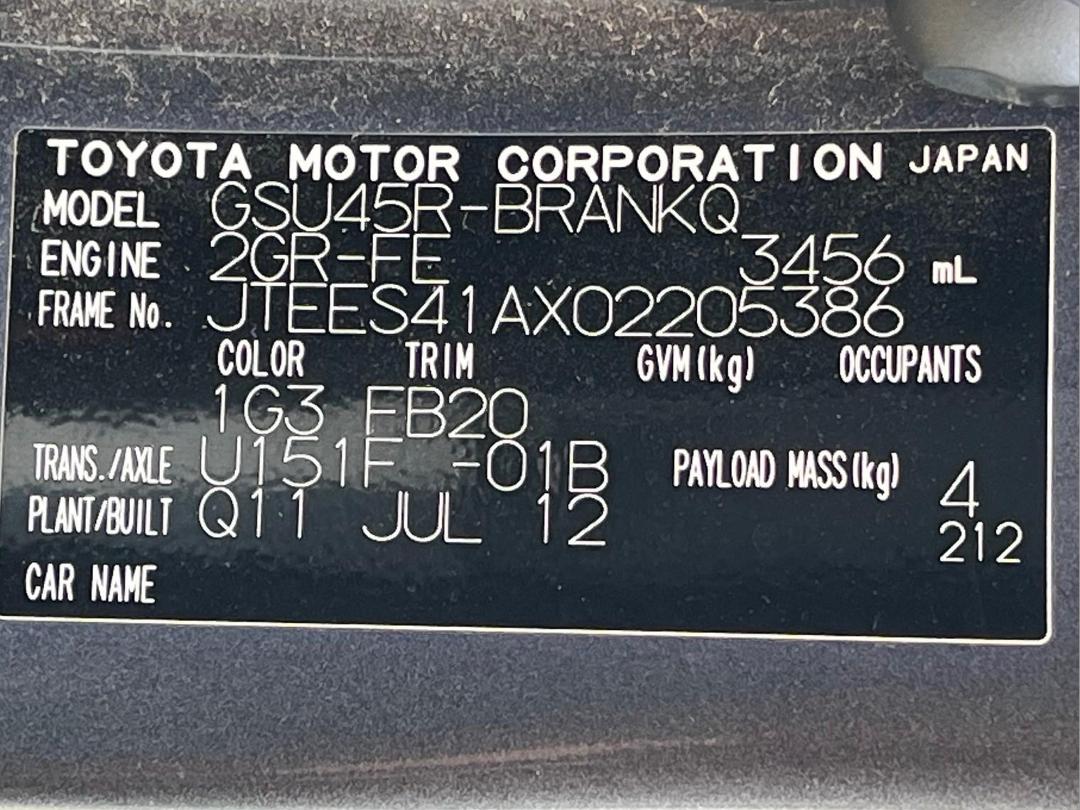 TOYOTA MOTOR CORPORATION JAPAN
MODEL GSU45R-BRANKQ
ENGINE 2GR-FE 3456 mL
FRAME No. JTEES41AX02205386
COLOR TRIM GVM(kg) OCCUPANTS
1G3 FB20
TRANS./AXLE U151F -01B PAYLOAD MASS(kg) 4
PLANT/BUILT Q11 JUL 12 212
CAR NAME